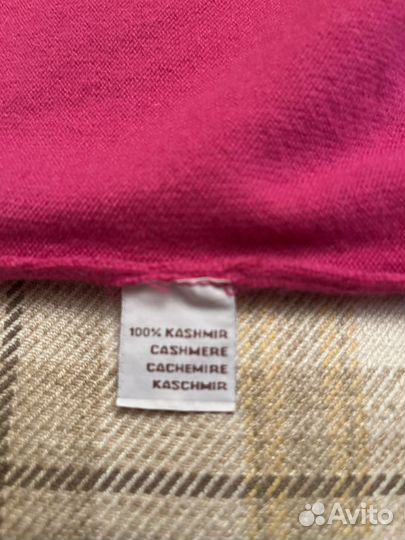 100% KASHMIR
CASHMERE
CACHEMIRE
KASCHMIR
Avito